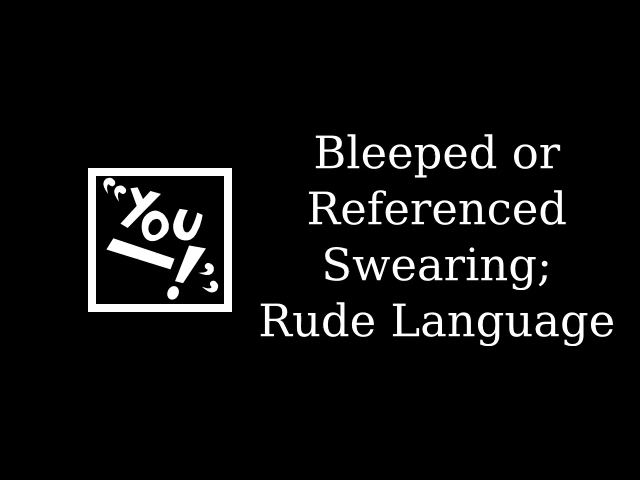 “YOU
—!”
Bleeped or
Referenced
Swearing;
Rude Language